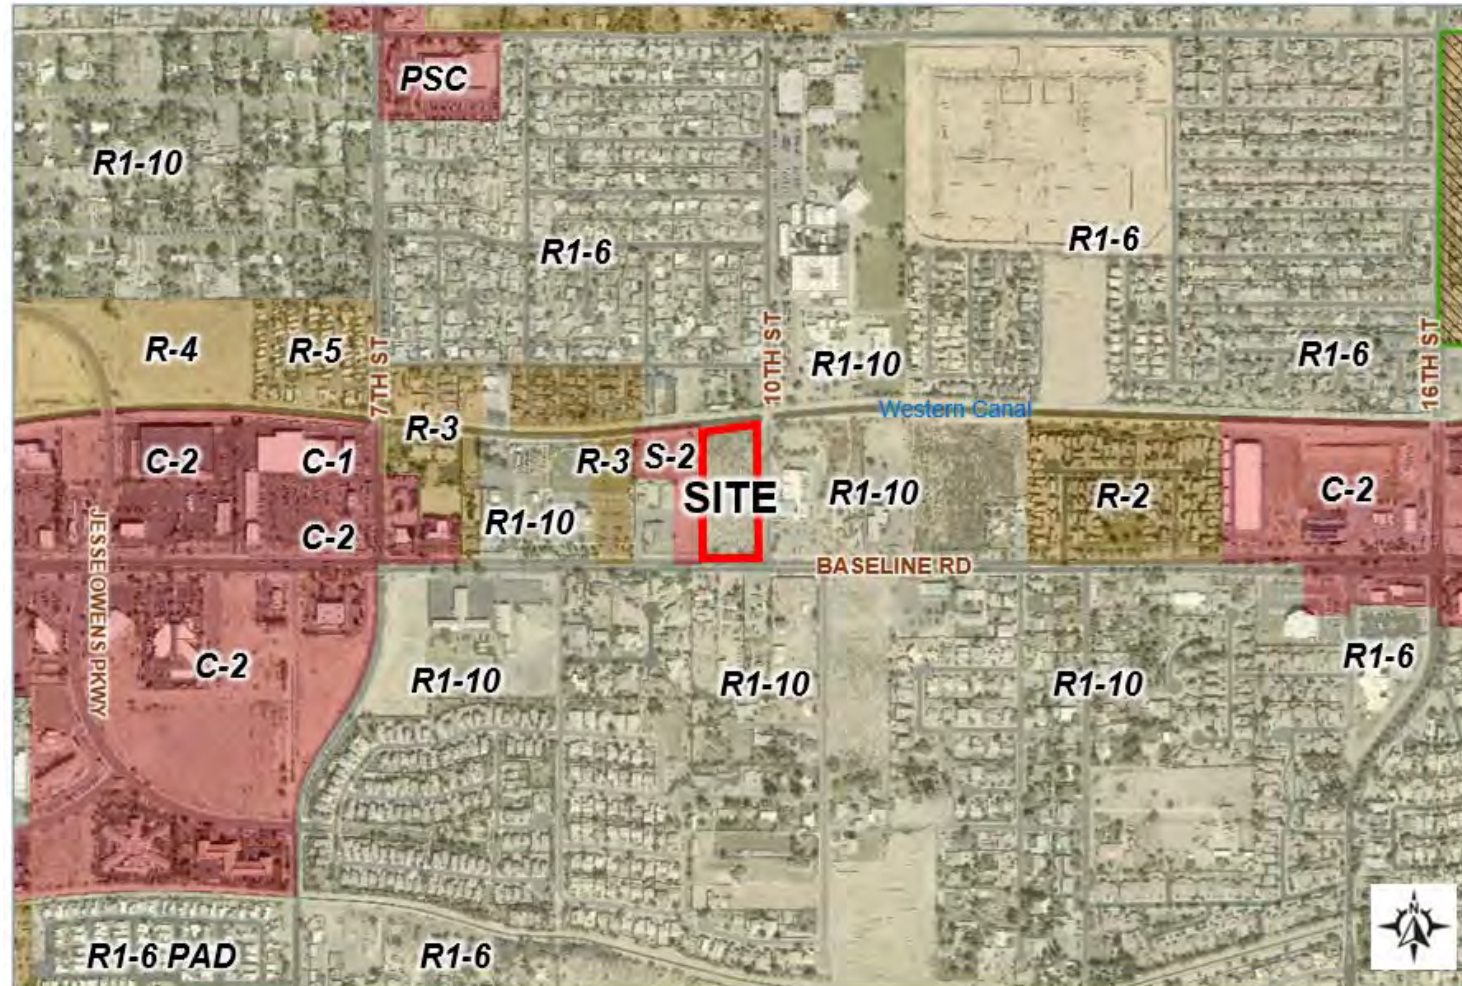 PSC
R1-10
R1-6
R1-6
R-4
R-5
7TH ST
10TH ST
R1-10
R1-6
16TH ST
Western Canal
R-3
C-2
C-1
R-3
S-2
SITE
R1-10
R-2
C-2
R1-10
C-2
JESSE OWENS PKWY
BASELINE RD
C-2
R1-10
R1-10
R1-10
R1-6
R1-6 PAD
R1-6
N